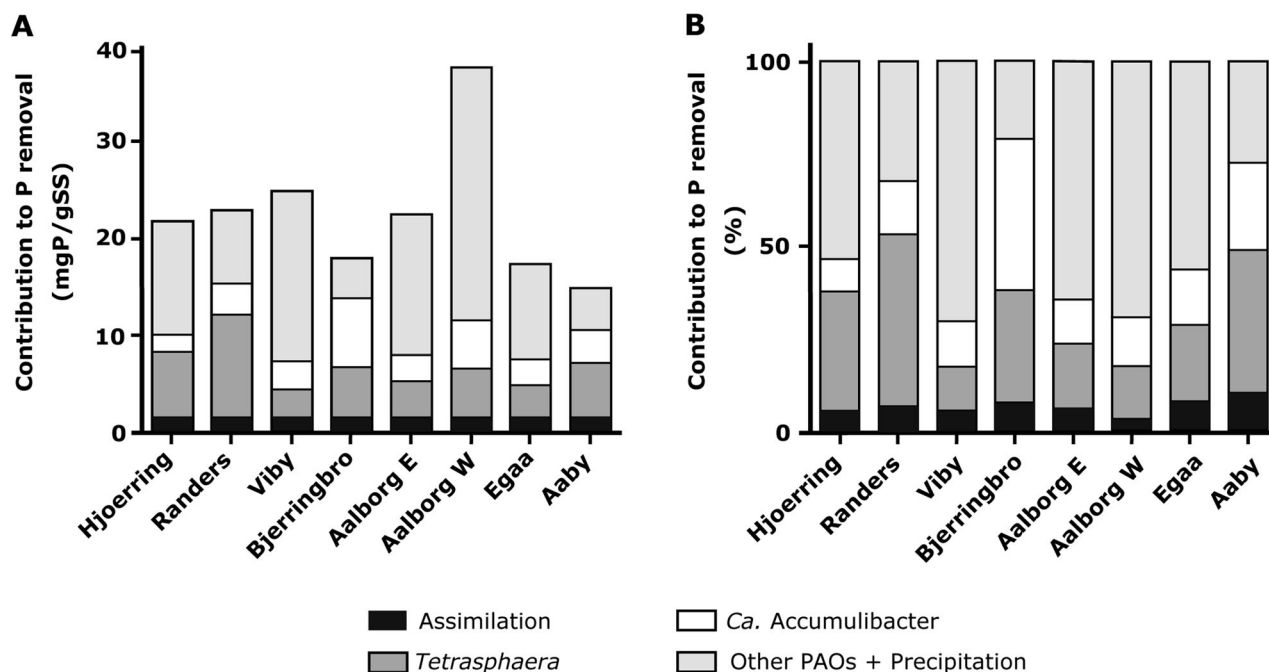 A
Contribution to P removal
(mgP/gSS)
40
30
20
10
0
Hjoerring
Randers
Viby
Bjerringbro
Aalborg E
Aalborg W
Egaa
Aaby
B
Contribution to P removal
(%)
100
50
0
Hjoerring
Randers
Viby
Bjerringbro
Aalborg E
Aalborg W
Egaa
Aaby
Assimilation
Ca. Accumulibacter
Tetrasphaera
Other PAOs + Precipitation